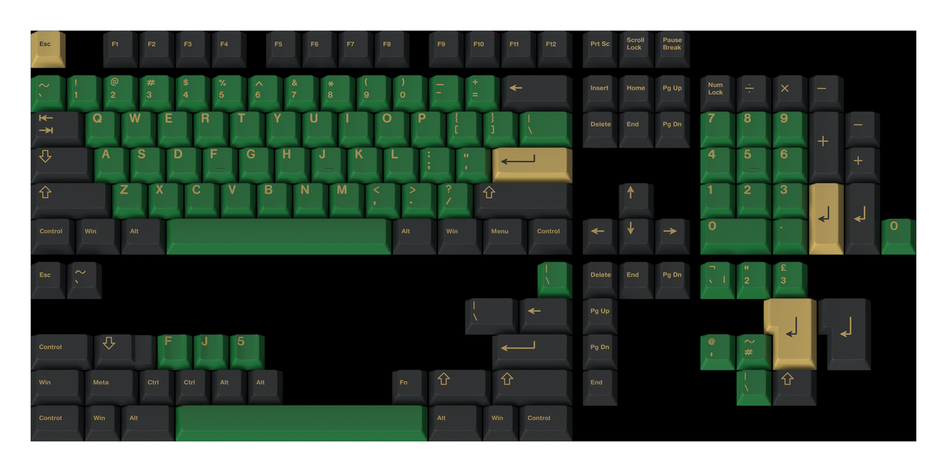 Esc F1 F2 F3 F4 F5 F6 F7 F8 F9 F10 F11 F12 Prt Sc Scroll Lock Pause Break
~ ! @ # $ % ^ & * ( ) — +
` 1 2 3 4 5 6 7 8 9 0 - = ← Insert Home Pg Up Num Lock ÷ × −
Q W E R T Y U I O P { } | Delete End Pg Dn 7 8 9 + −
[ ] \
A S D F G H J K L : " 4 5 6 +
; '
Z X C V B N M < > ? ↑ 1 2 3
, . /
Control Win Alt Alt Win Menu Control ← ↓ → 0 . 0
Esc ~ | Delete End Pg Dn ¬ " £
` \ ` | 2 3
| ← Pg Up
\
Control F J 5 Pg Dn @ ~
' #
Win Meta Ctrl Ctrl Alt Alt Fn End |
\
Control Win Alt Alt Win Control